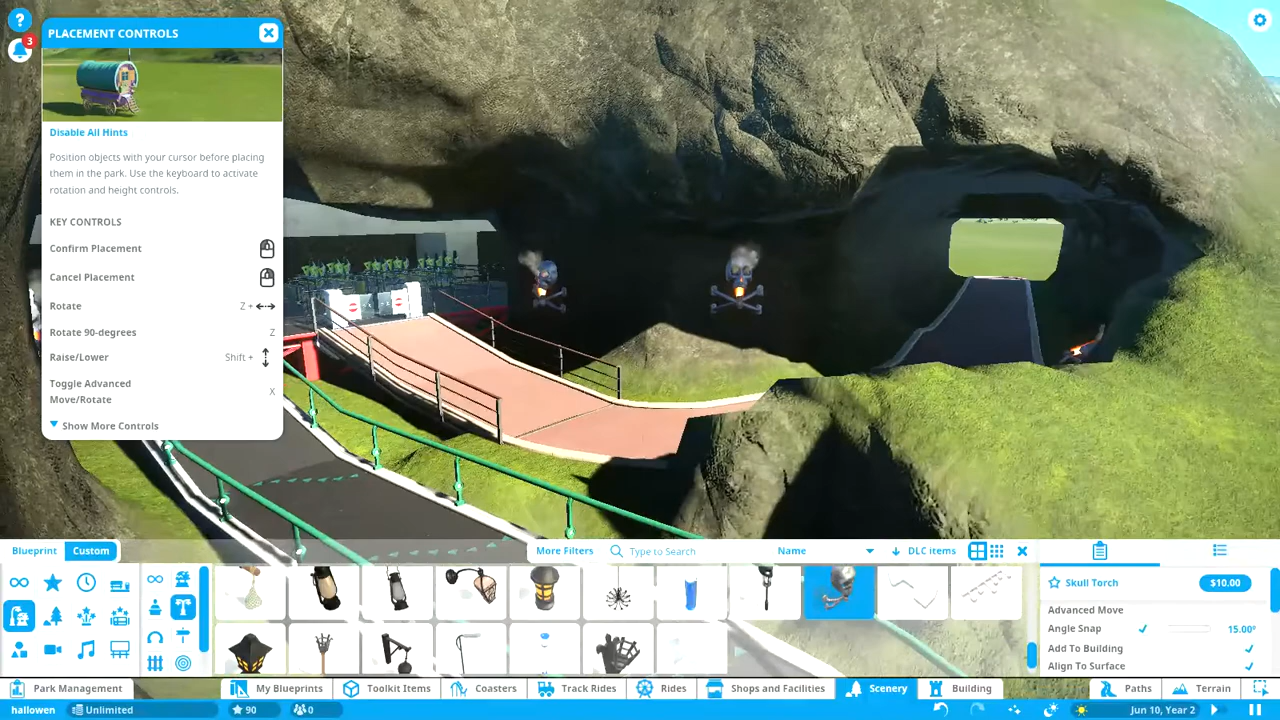 ?
3
PLACEMENT CONTROLS
Disable All Hints
Position objects with your cursor before placing
them in the park. Use the keyboard to activate
rotation and height controls.
KEY CONTROLS
Confirm Placement
Cancel Placement
Rotate Z +
Rotate 90-degrees Z
Raise/Lower Shift +
Toggle Advanced
Move/Rotate X
Show More Controls
Blueprint Custom More Filters Type to Search Name DLC items
Skull Torch $10.00
Advanced Move
Angle Snap 15.00°
Add To Building
Align To Surface
Park Management My Blueprints Toolkit Items Coasters Track Rides Rides Shops and Facilities Scenery Building Paths Terrain
hallowen Unlimited 90 0 Jun 10, Year 2